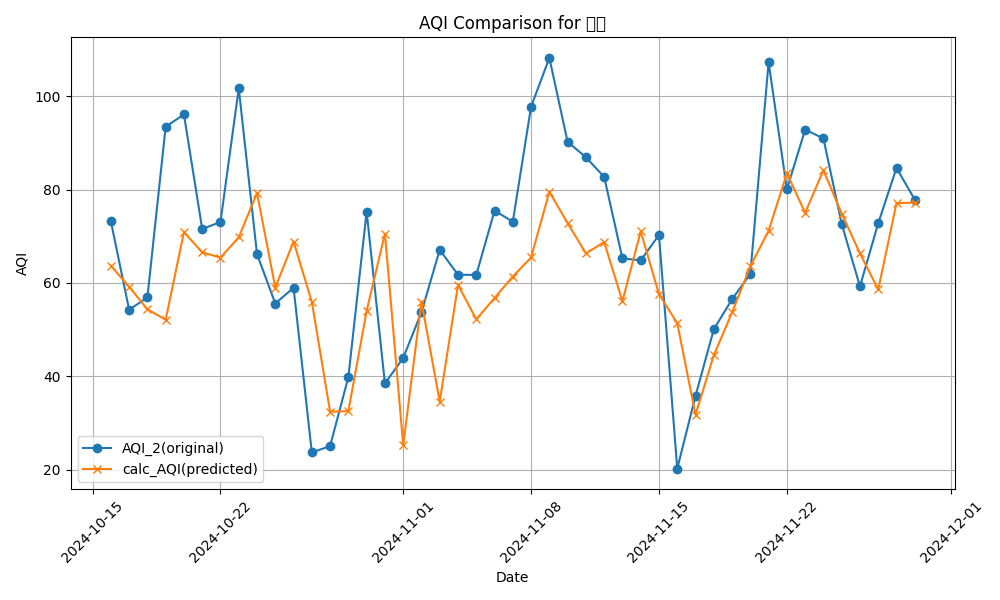 AQI Comparison for
AQI
100
80
60
40
20
AQI_2(original)
calc_AQI(predicted)
2024-10-15
2024-10-22
2024-11-01
2024-11-08
2024-11-15
2024-11-22
2024-12-01
Date